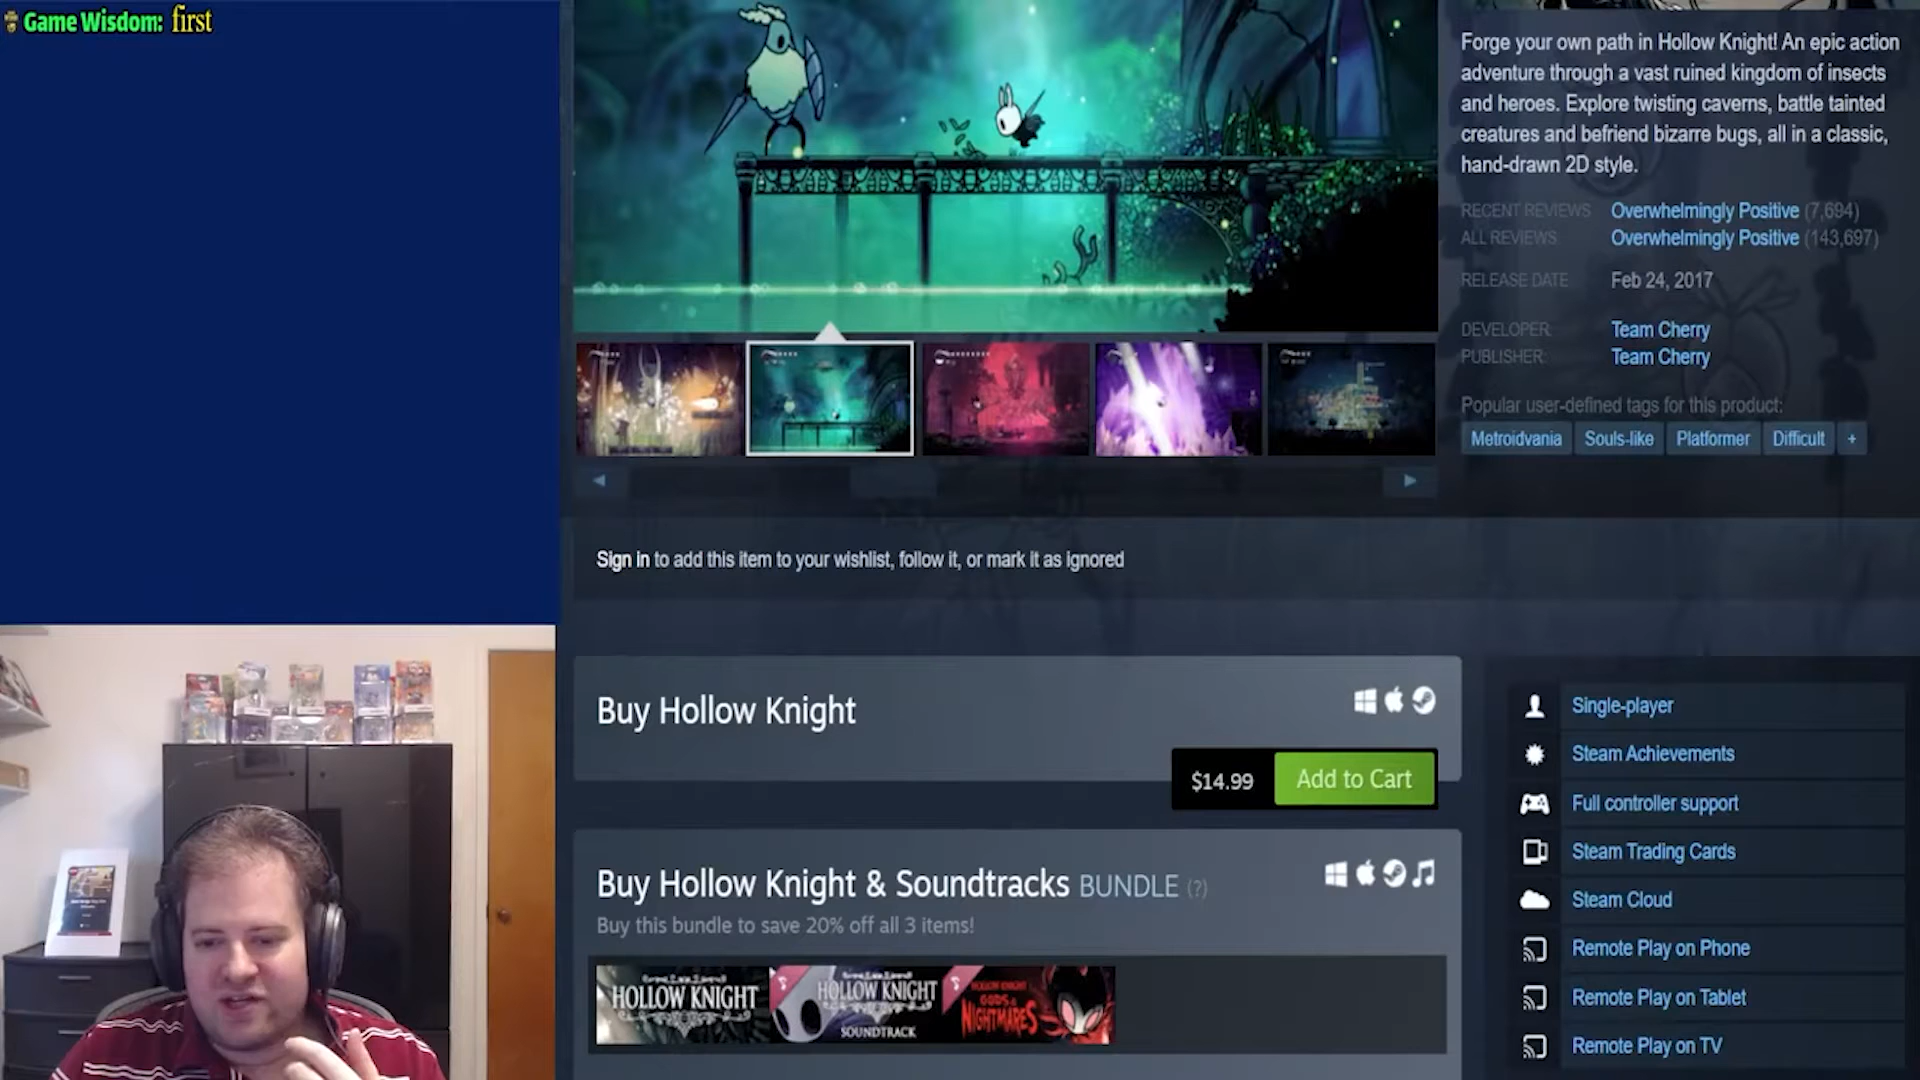 Game Wisdom: first
Forge your own path in Hollow Knight! An epic action
adventure through a vast ruined kingdom of insects
and heroes. Explore twisting caverns, battle tainted
creatures and befriend bizarre bugs, all in a classic,
hand-drawn 2D style.
RECENT REVIEWS Overwhelmingly Positive (7,694)
ALL REVIEWS Overwhelmingly Positive (143,697)
RELEASE DATE Feb 24, 2017
DEVELOPER: Team Cherry
PUBLISHER: Team Cherry
Popular user-defined tags for this product:
Metroidvania Souls-like Platformer Difficult +
Sign in to add this item to your wishlist, follow it, or mark it as ignored
Buy Hollow Knight
$14.99 Add to Cart
Buy Hollow Knight & Soundtracks BUNDLE (?)
Buy this bundle to save 20% off all 3 items!
HOLLOW KNIGHT
HOLLOW KNIGHT
SOUNDTRACK
HOLLOW KNIGHT
GODS &
NIGHTMARES
Single-player
Steam Achievements
Full controller support
Steam Trading Cards
Steam Cloud
Remote Play on Phone
Remote Play on Tablet
Remote Play on TV